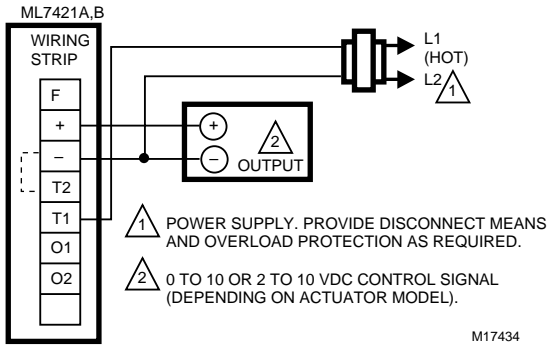 ML7421A,B
WIRING
STRIP
F
+
–
T2
T1
O1
O2
L1
(HOT)
L2
1
+
–
2
OUTPUT
1 POWER SUPPLY. PROVIDE DISCONNECT MEANS
AND OVERLOAD PROTECTION AS REQUIRED.
2 0 TO 10 OR 2 TO 10 VDC CONTROL SIGNAL
(DEPENDING ON ACTUATOR MODEL).
M17434